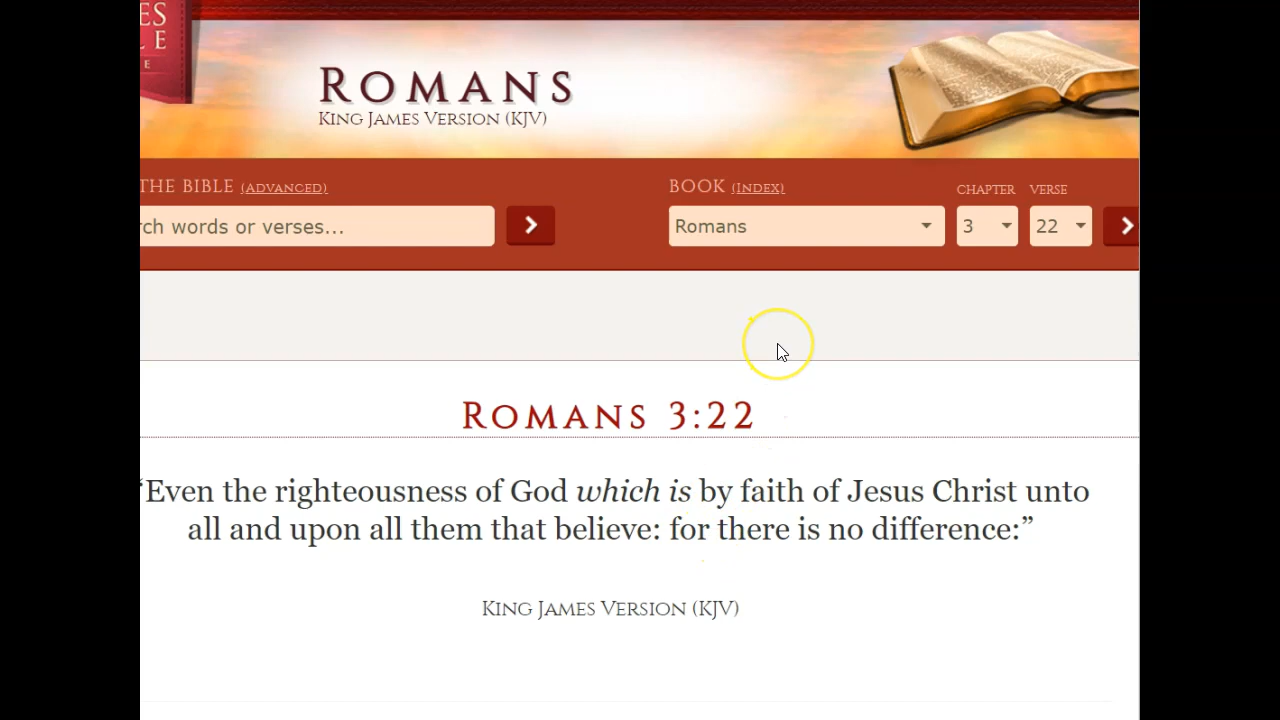 ES
LE
E
Romans
King James Version (KJV)
THE BIBLE (Advanced)
BOOK (Index)
CHAPTER
VERSE
rch words or verses...
Romans
3
22
Romans 3:22
“Even the righteousness of God which is by faith of Jesus Christ unto
all and upon all them that believe: for there is no difference:”
King James Version (KJV)